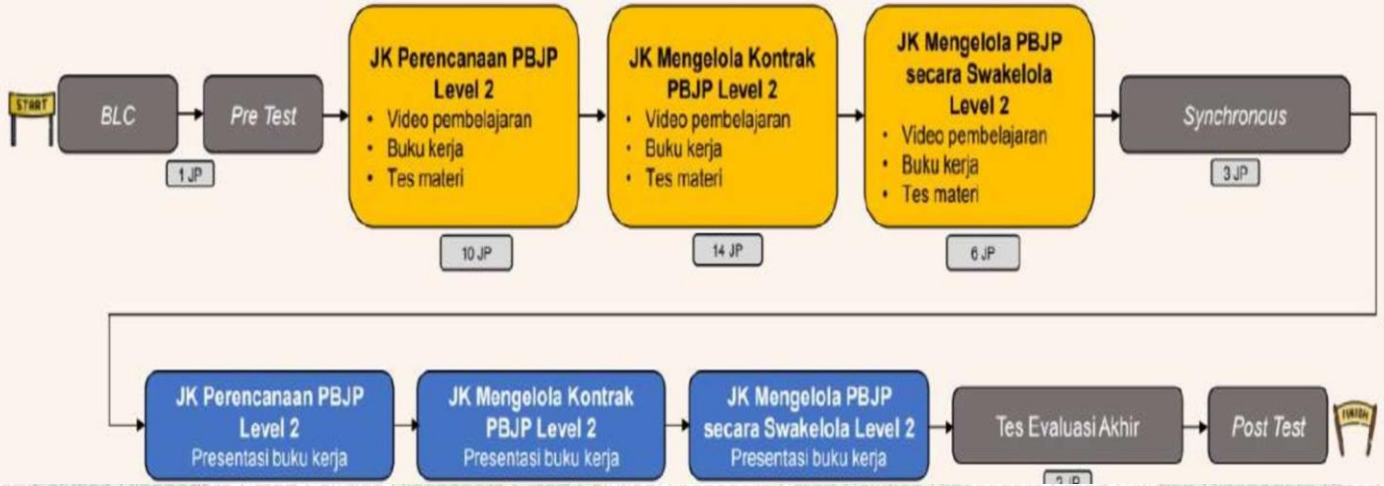 START
BLC
Pre Test
1 JP
JK Perencanaan PBJP
Level 2
• Video pembelajaran
• Buku kerja
• Tes materi
10 JP
JK Mengelola Kontrak
PBJP Level 2
• Video pembelajaran
• Buku kerja
• Tes materi
14 JP
JK Mengelola PBJP
secara Swakelola
Level 2
• Video pembelajaran
• Buku kerja
• Tes materi
6 JP
Synchronous
3 JP
JK Perencanaan PBJP
Level 2
Presentasi buku kerja
JK Mengelola Kontrak
PBJP Level 2
Presentasi buku kerja
JK Mengelola PBJP
secara Swakelola Level 2
Presentasi buku kerja
Tes Evaluasi Akhir
Post Test
FINISH